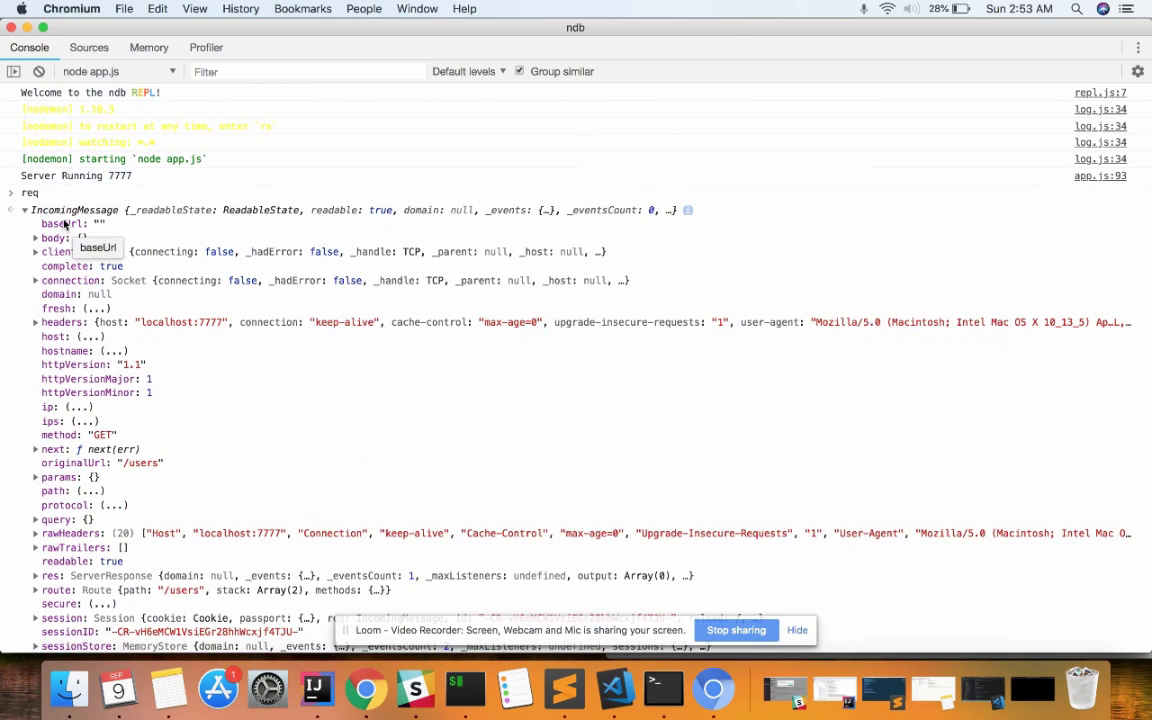 Chromium File Edit View History Bookmarks People Window Help 28% Sun 2:53 AM
ndb
Console Sources Memory Profiler
node app.js Filter Default levels Group similar
Welcome to the ndb REPL! repl.js:7
[nodemon] 1.18.3 log.js:34
[nodemon] to restart at any time, enter `rs` log.js:34
[nodemon] watching: *.* log.js:34
[nodemon] starting `node app.js` log.js:34
Server Running 7777 app.js:93
req
IncomingMessage {_readableState: ReadableState, readable: true, domain: null, _events: {…}, _eventsCount: 0, …}
baseUrl: ""
body: {}
baseUrl
{connecting: false, _hadError: false, _handle: TCP, _parent: null, _host: null, …}
complete: true
connection: Socket {connecting: false, _hadError: false, _handle: TCP, _parent: null, _host: null, …}
domain: null
fresh: (...)
headers: {host: "localhost:7777", connection: "keep-alive", cache-control: "max-age=0", upgrade-insecure-requests: "1", user-agent: "Mozilla/5.0 (Macintosh; Intel Mac OS X 10_13_5) Ap…L,…
host: (...)
hostname: (...)
httpVersion: "1.1"
httpVersionMajor: 1
httpVersionMinor: 1
ip: (...)
ips: (...)
method: "GET"
next: ƒ next(err)
originalUrl: "/users"
params: {}
path: (...)
protocol: (...)
query: {}
rawHeaders: (20) ["Host", "localhost:7777", "Connection", "keep-alive", "Cache-Control", "max-age=0", "Upgrade-Insecure-Requests", "1", "User-Agent", "Mozilla/5.0 (Macintosh; Intel Mac O…
rawTrailers: []
readable: true
res: ServerResponse {domain: null, _events: {…}, _eventsCount: 1, _maxListeners: undefined, output: Array(0), …}
route: Route {path: "/users", stack: Array(2), methods: {…}}
secure: (...)
session: Session {cookie: Cookie, passport: {…},
Loom - Video Recorder: Screen, Webcam and Mic is sharing your screen. Stop sharing Hide
sessionID: "-CR-vH6eMCW1VsiEGr28hhWcxjf4TJU-"
sessionStore: MemoryStore {domain: null, _events: {…}, _eventsCount: 2, _maxListeners: undefined, sessions: {…}, …}
SEP
9
1
IJ
$
>_